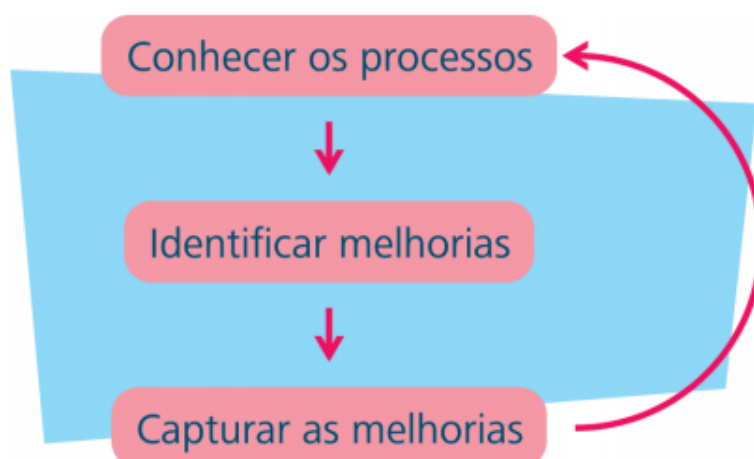 Conhecer os processos
Identificar melhorias
Capturar as melhorias